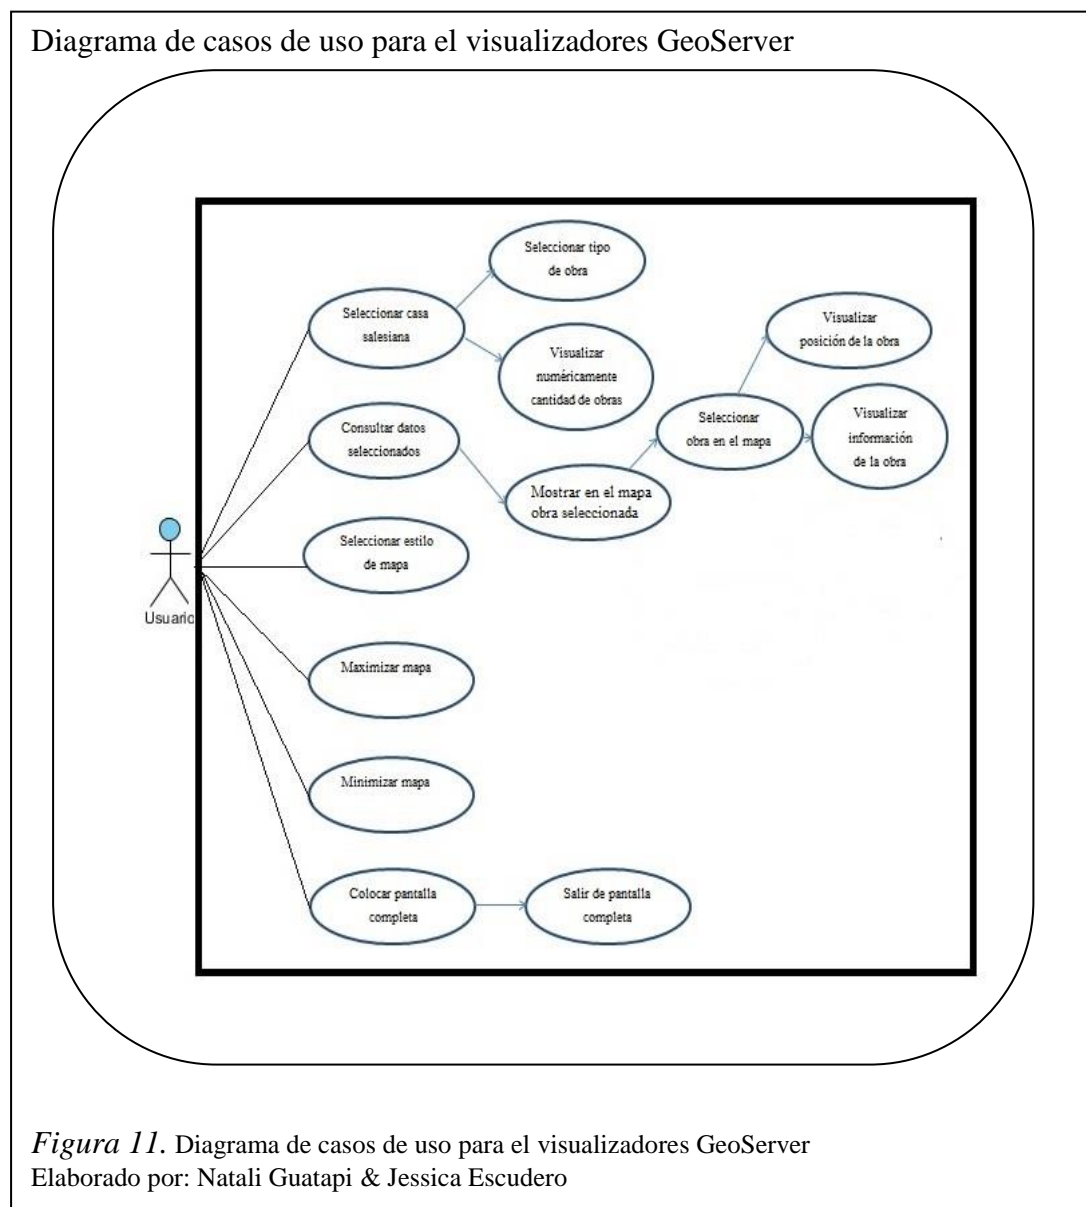 Diagrama de casos de uso para el visualizadores GeoServer
Seleccionar tipo
de obra
Seleccionar casa
salesiana
Visualizar
numéricamente
cantidad de obras
Visualizar
posición de la obra
Consultar datos
seleccionados
Seleccionar
obra en el mapa
Visualizar
información
de la obra
Mostrar en el mapa
obra seleccionada
Seleccionar estilo
de mapa
Usuario
Maximizar mapa
Minimizar mapa
Colocar pantalla
completa
Salir de pantalla
completa
Figura 11. Diagrama de casos de uso para el visualizadores GeoServer
Elaborado por: Natali Guatapi & Jessica Escudero